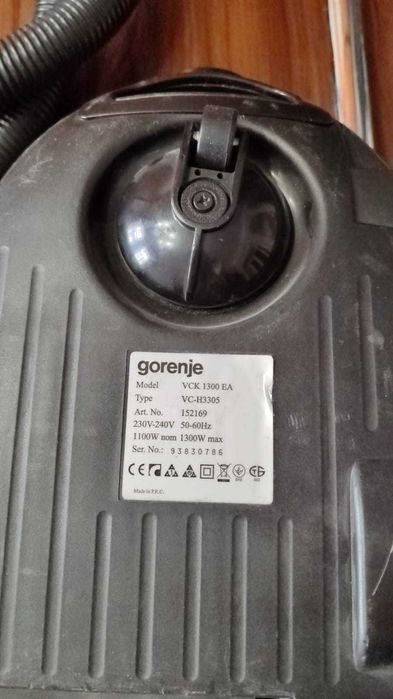 gorenje
Model VCK 1300 EA
Type VC-H3305
Art. No. 152169
230V-240V 50-60Hz
1100W nom 1300W max
Ser. No.: 93830786
CE
Made in P.R.C.